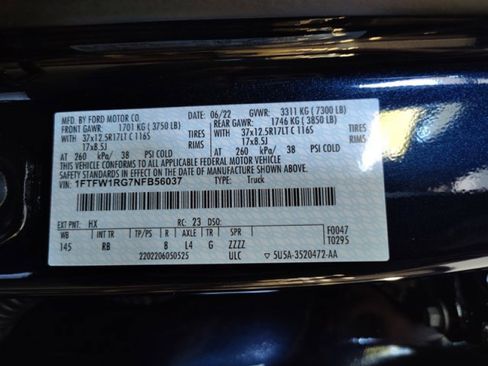 MFD. BY FORD MOTOR CO.
06/22 GVWR: 3311 KG ( 7300 LB)
FRONT GAWR: 1701 KG ( 3750 LB) REAR GAWR: 1746 KG ( 3850 LB)
WITH 37x12.5R17LT C 116S TIRES WITH 37x12.5R17LT C 116S TIRES
17x8.5J RIMS 17x8.5J RIMS
AT 260 kPa/ 38 PSI COLD AT 260 kPa/ 38 PSI COLD
THIS VEHICLE CONFORMS TO ALL APPLICABLE FEDERAL MOTOR VEHICLE
SAFETY STANDARDS IN EFFECT ON THE DATE OF MANUFACTURE SHOWN ABOVE.
VIN: 1FTFW1RG7NFB56037 TYPE: Truck
EXT PNT: HX RC: 23 DSO: F0047
WB INT TR TP/PS R AXLE TR SPR T0295
145 RB 8 L4 G ZZZZ
2202206050525 ULC ▽ 5U5A-3520472-AA